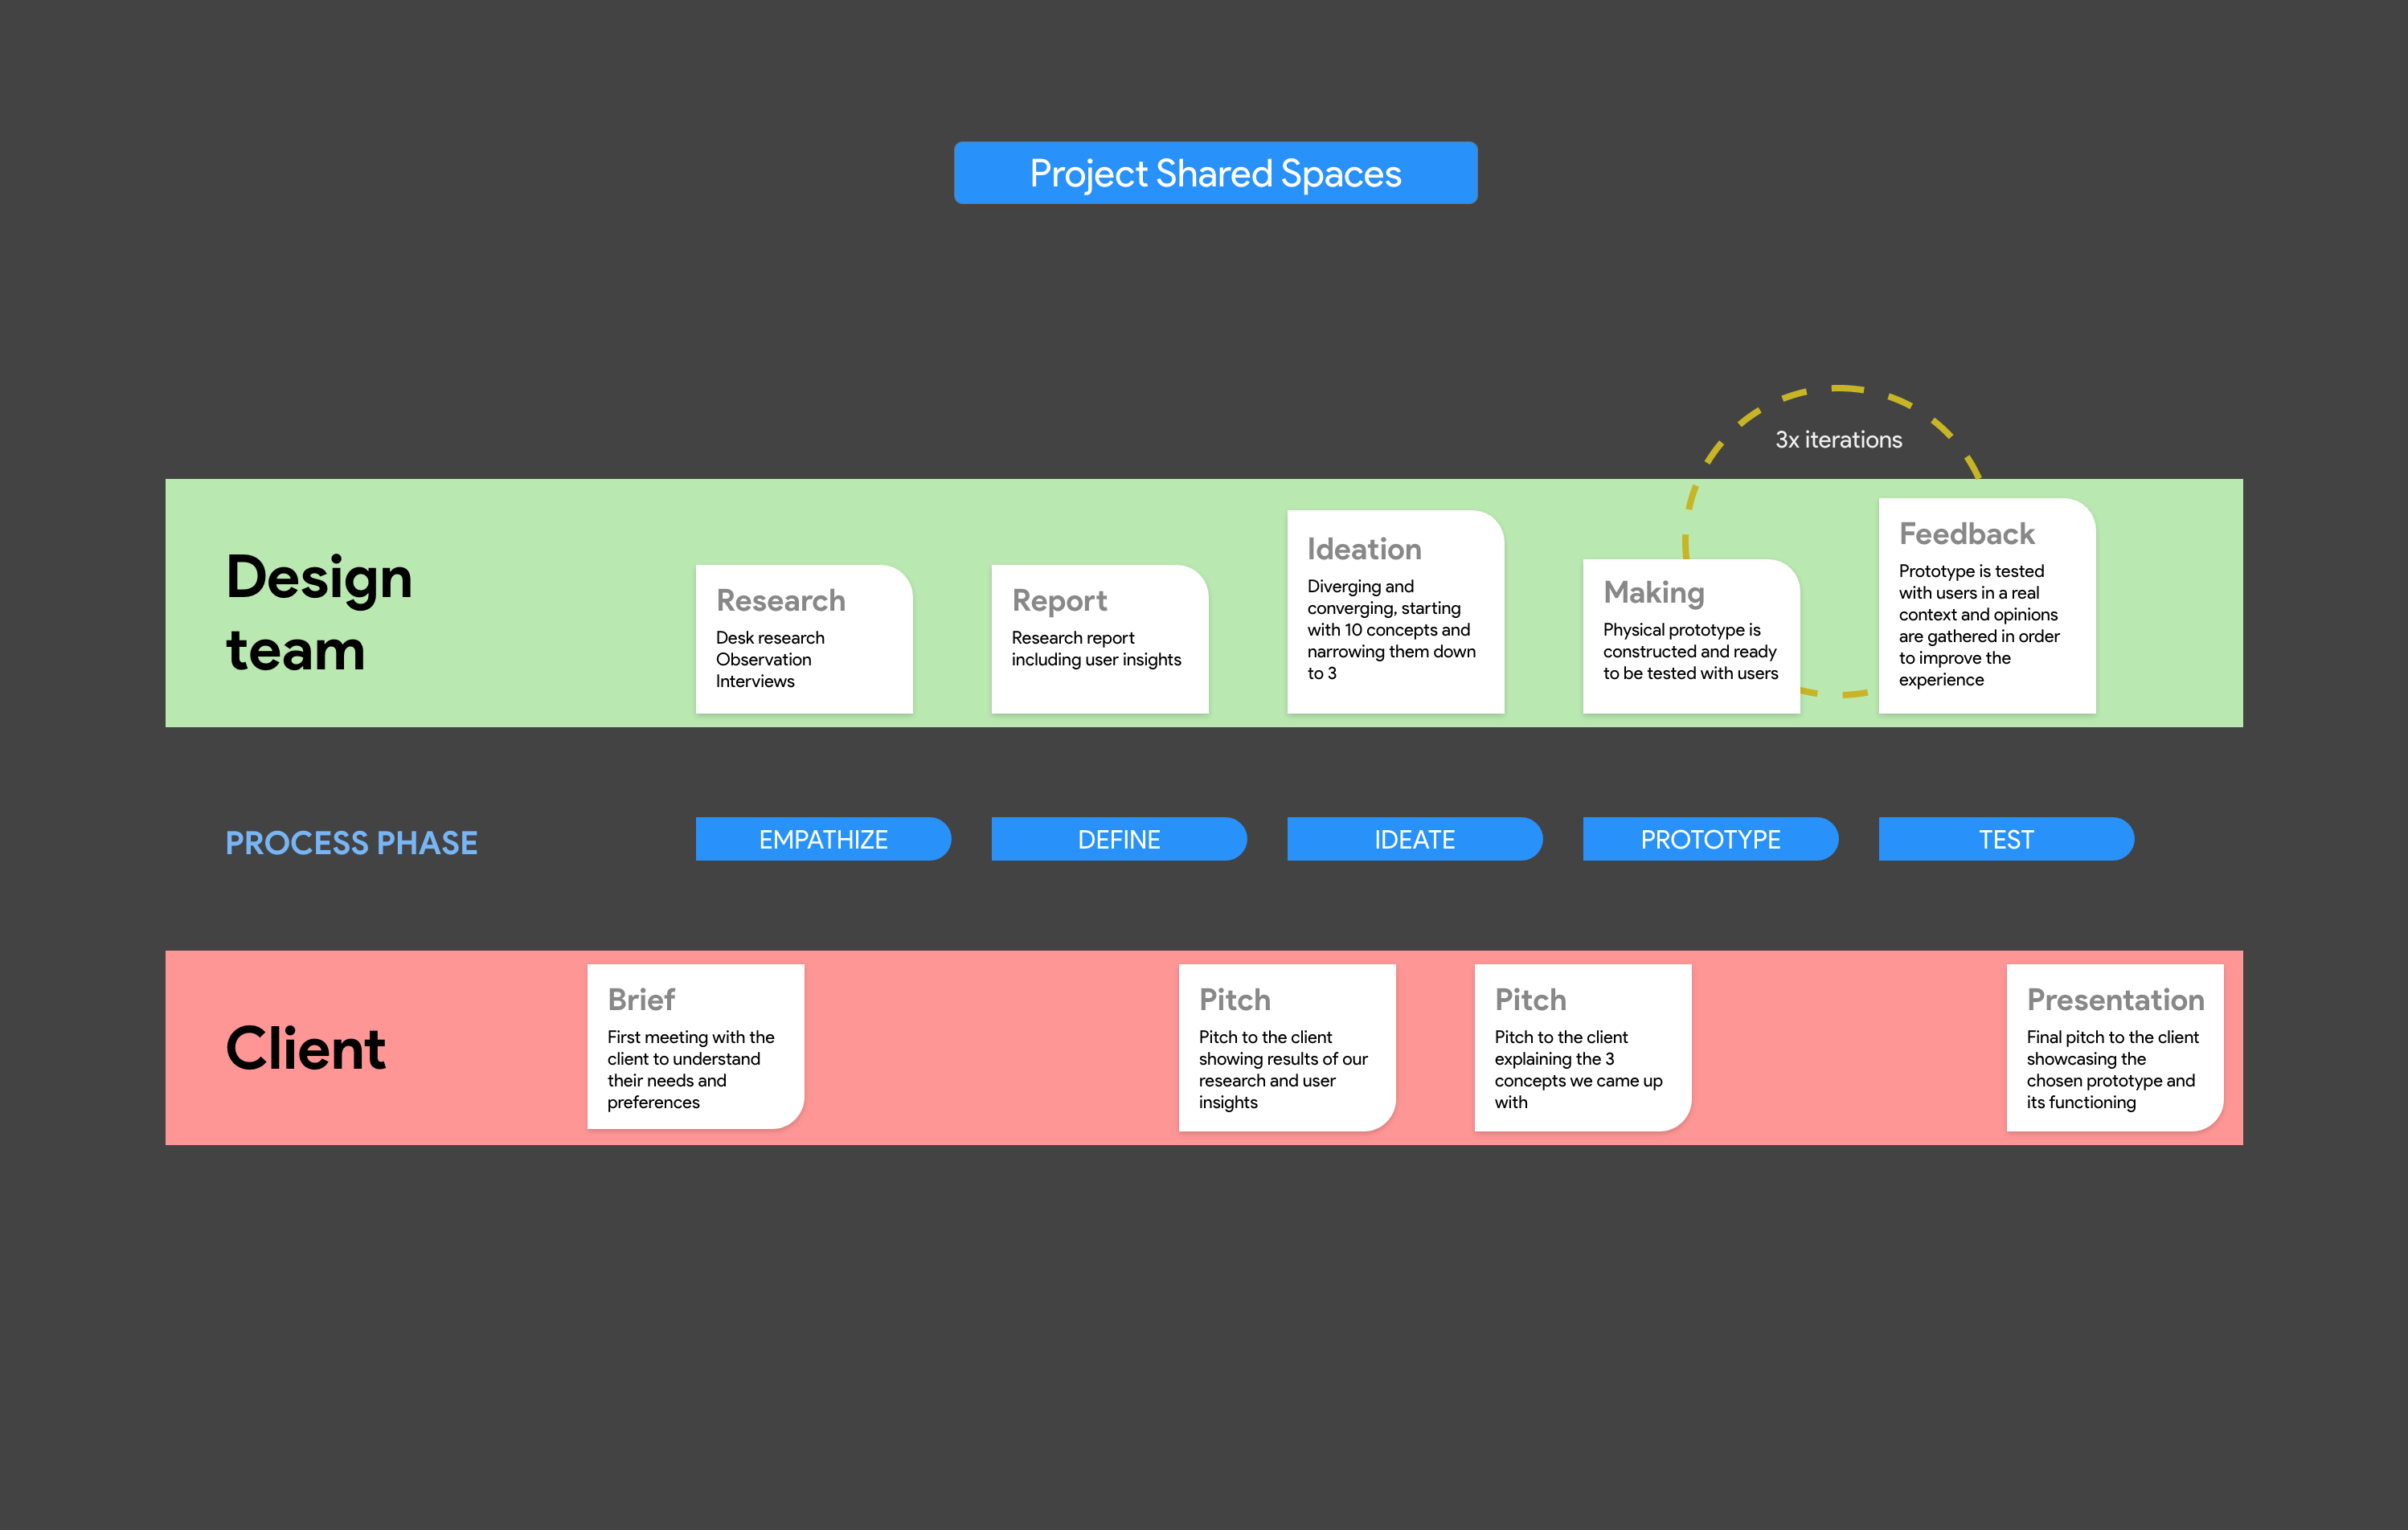 Project Shared Spaces
3x iterations
Design
team
Research
Desk research
Observation
Interviews
Report
Research report
including user insights
Ideation
Diverging and
converging, starting
with 10 concepts and
narrowing them down
to 3
Making
Physical prototype is
constructed and ready
to be tested with users
Feedback
Prototype is tested
with users in a real
context and opinions
are gathered in order
to improve the
experience
PROCESS PHASE
EMPATHIZE
DEFINE
IDEATE
PROTOTYPE
TEST
Client
Brief
First meeting with the
client to understand
their needs and
preferences
Pitch
Pitch to the client
showing results of our
research and user
insights
Pitch
Pitch to the client
explaining the 3
concepts we came up
with
Presentation
Final pitch to the client
showcasing the
chosen prototype and
its functioning